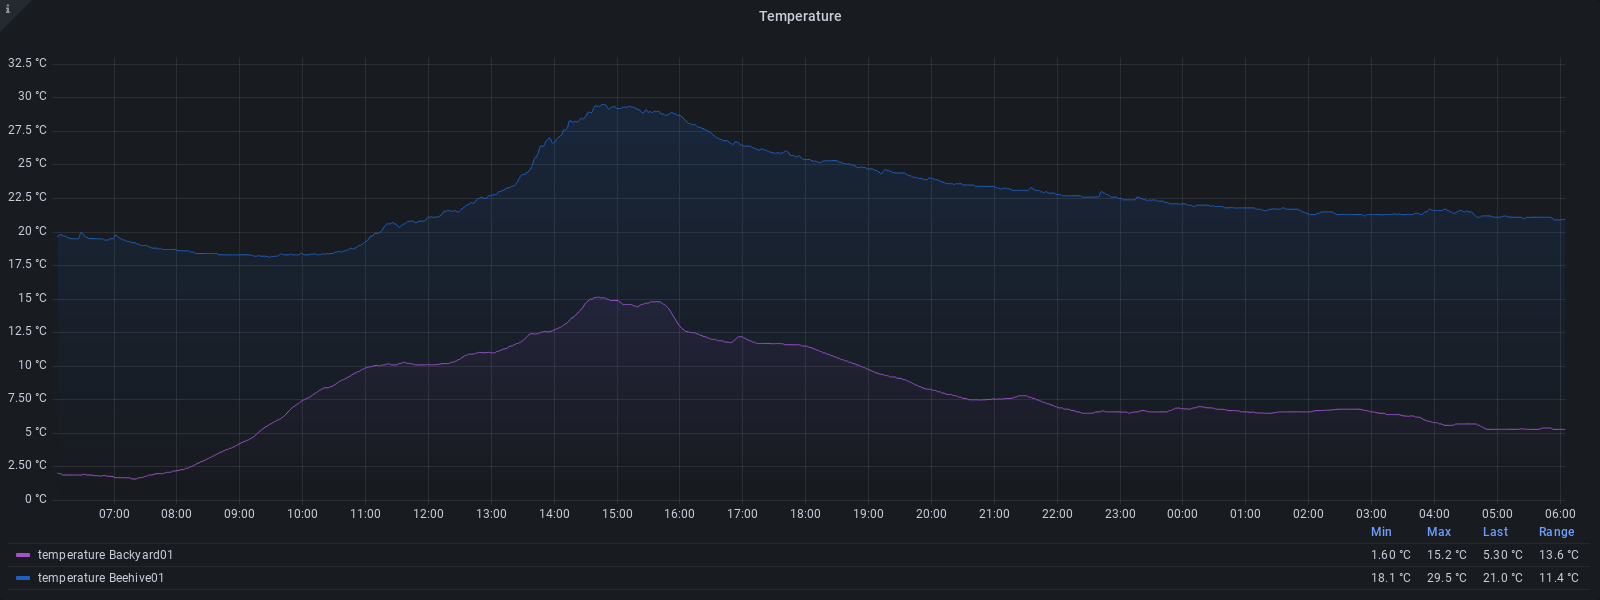 i
Temperature
32.5 °C
30 °C
27.5 °C
25 °C
22.5 °C
20 °C
17.5 °C
15 °C
12.5 °C
10 °C
7.50 °C
5 °C
2.50 °C
0 °C
07:00 08:00 09:00 10:00 11:00 12:00 13:00 14:00 15:00 16:00 17:00 18:00 19:00 20:00 21:00 22:00 23:00 00:00 01:00 02:00 03:00 04:00 05:00 06:00
Min Max Last Range
temperature Backyard01 1.60 °C 15.2 °C 5.30 °C 13.6 °C
temperature Beehive01 18.1 °C 29.5 °C 21.0 °C 11.4 °C